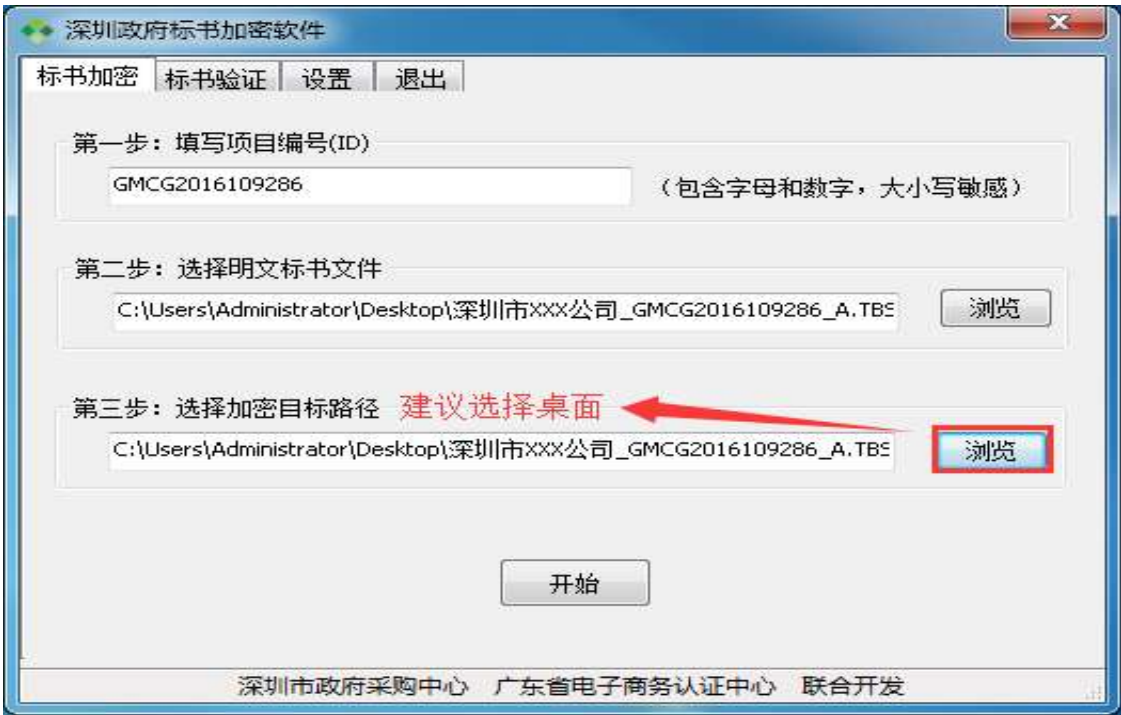 深圳政府标书加密软件
标书加密 标书验证 设置 退出
第一步：填写项目编号(ID)
GMCG2016109286 （包含字母和数字，大小写敏感）
第二步：选择明文标书文件
C:\Users\Administrator\Desktop\深圳市XXX公司_GMCG2016109286_A.TBS 浏览
第三步：选择加密目标路径 建议选择桌面
C:\Users\Administrator\Desktop\深圳市XXX公司_GMCG2016109286_A.TBS 浏览
开始
深圳市政府采购中心 广东省电子商务认证中心 联合开发